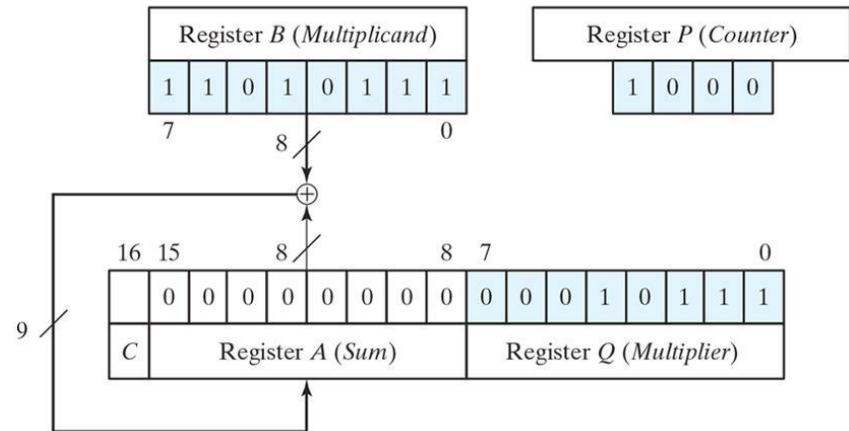 Register B (Multiplicand)
Register P (Counter)
1 1 0 1 0 1 1 1
1 0 0 0
7 8 0
16 15 8 8 7 0
0 0 0 0 0 0 0 0 0 0 0 1 0 1 1 1
9
C Register A (Sum) Register Q (Multiplier)